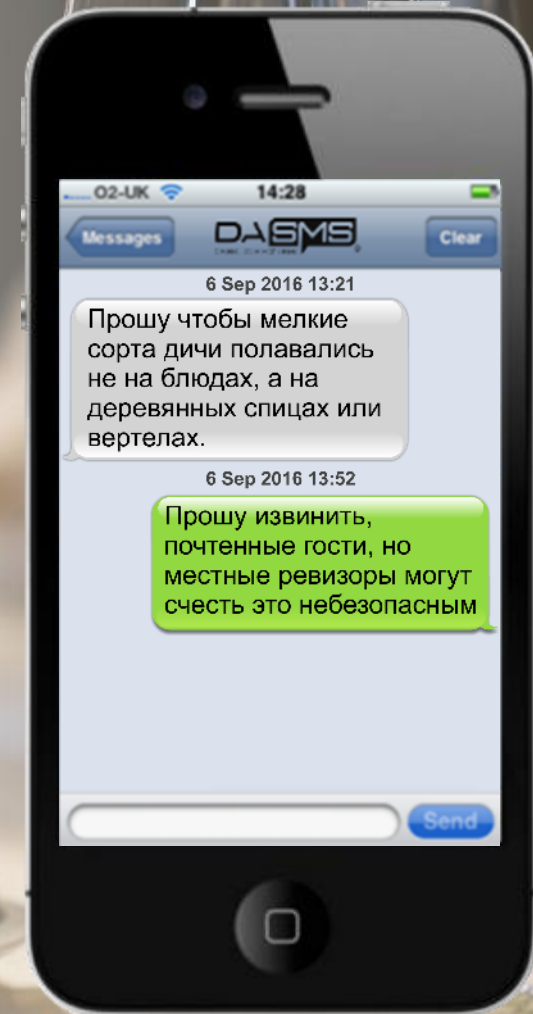 O2-UK 14:28
Messages DASMS Clear
6 Sep 2016 13:21
Прошу чтобы мелкие
сорта дичи полавались
не на блюдах, а на
деревянных спицах или
вертелах.
6 Sep 2016 13:52
Прошу извинить,
почтенные гости, но
местные ревизоры могут
счесть это небезопасным
Send